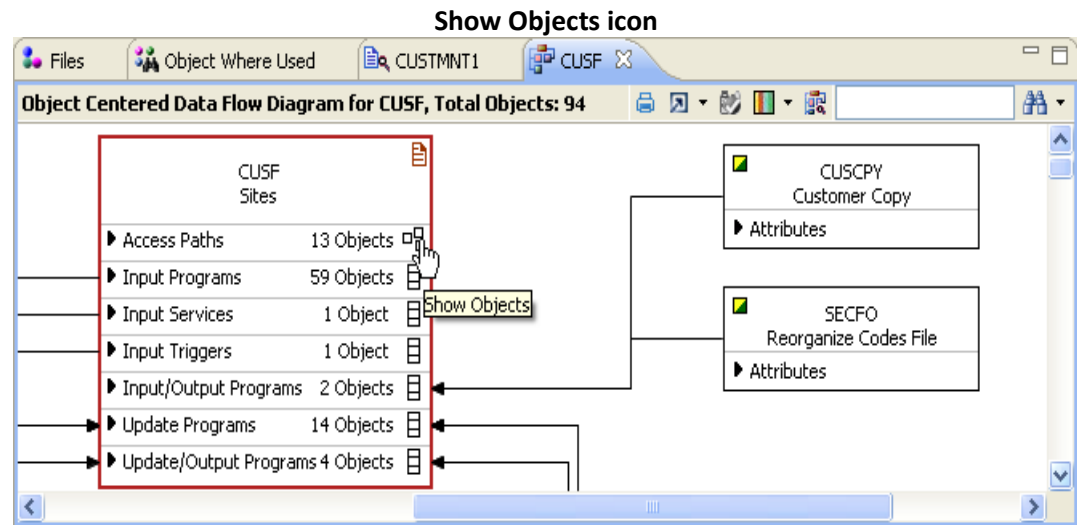 Show Objects icon
Files
Object Where Used
CUSTMNT1
CUSF
Object Centered Data Flow Diagram for CUSF, Total Objects: 94
CUSF
Sites
Access Paths 13 Objects
Input Programs 59 Objects
Input Services 1 Object
Input Triggers 1 Object
Input/Output Programs 2 Objects
Update Programs 14 Objects
Update/Output Programs 4 Objects
Show Objects
CUSCPY
Customer Copy
Attributes
SECFO
Reorganize Codes File
Attributes